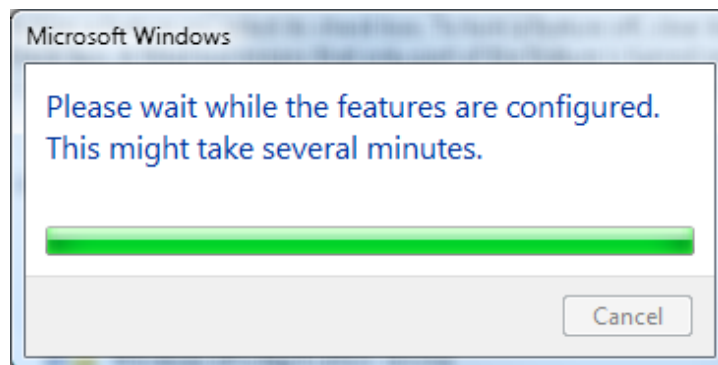 Microsoft Windows
Please wait while the features are configured.
This might take several minutes.
Cancel